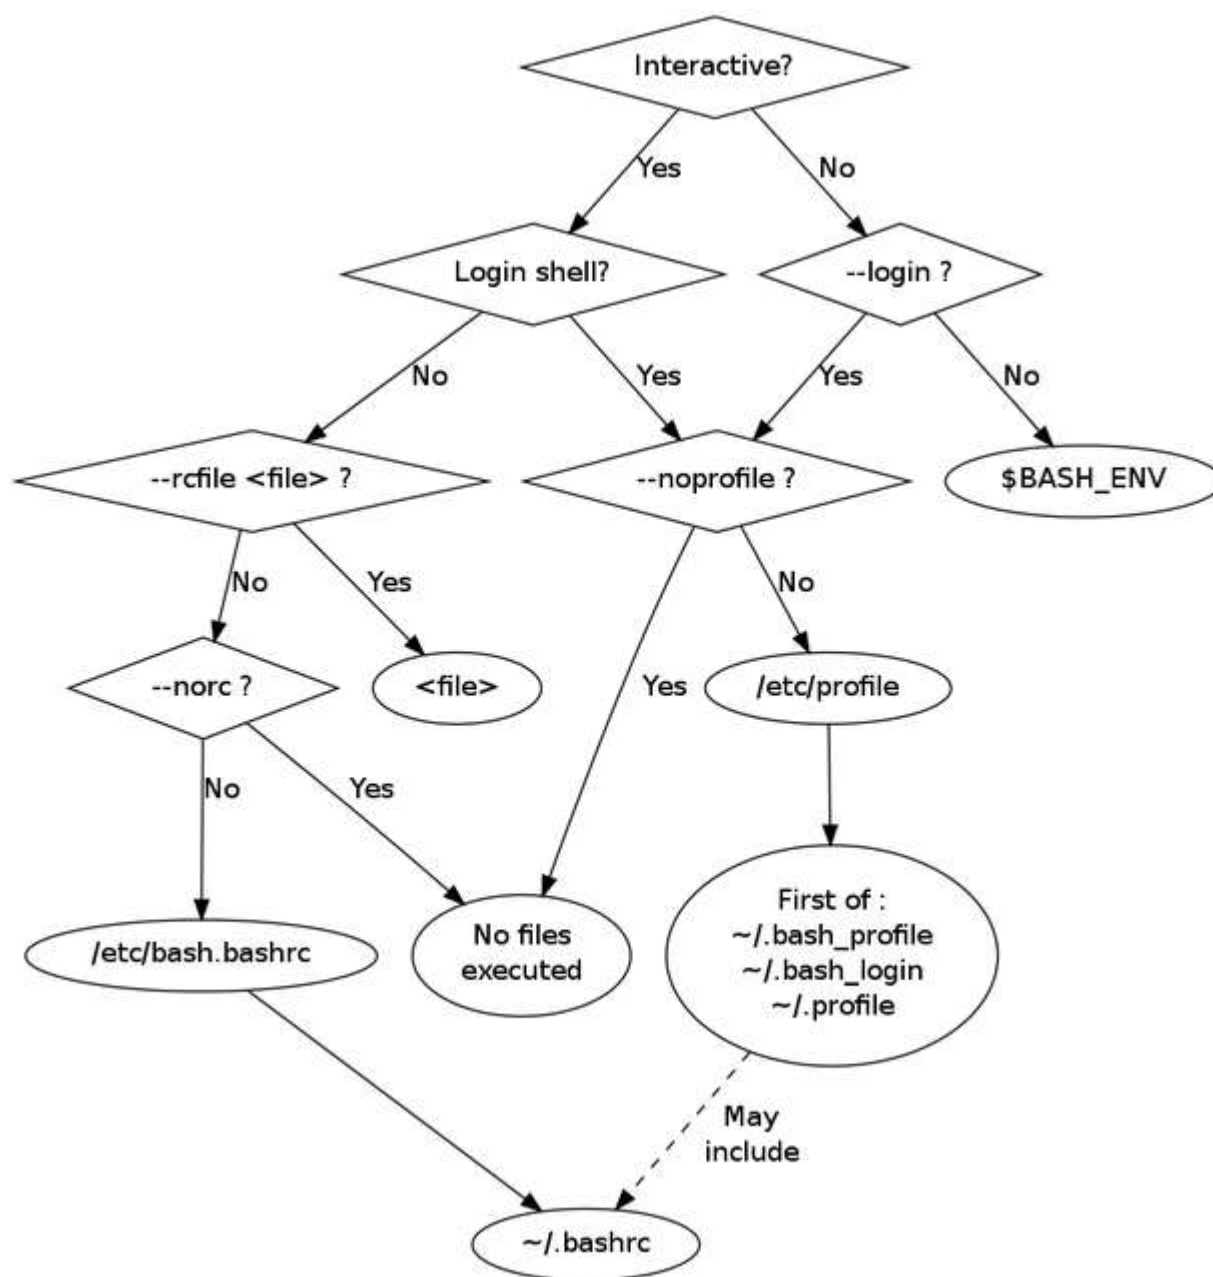 Interactive?
Yes
No
Login shell?
--login ?
No
Yes
Yes
No
--rcfile <file> ?
--noprofile ?
$BASH_ENV
No
Yes
No
--norc ?
<file>
Yes
/etc/profile
No
Yes
/etc/bash.bashrc
No files
executed
First of :
~/.bash_profile
~/.bash_login
~/.profile
May
include
~/.bashrc